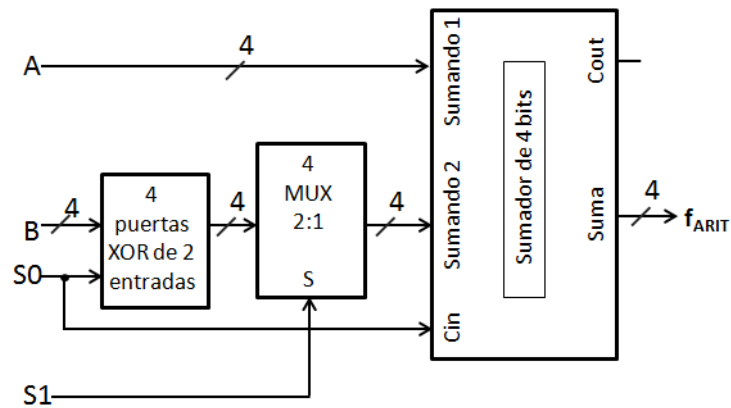 A
4
B
4
S0
4
puertas
XOR de 2
entradas
4
4
MUX
2:1
S
4
S1
Sumando 1
Sumando 2
Cin
Sumador de 4 bits
Cout
Suma
4
fARIT